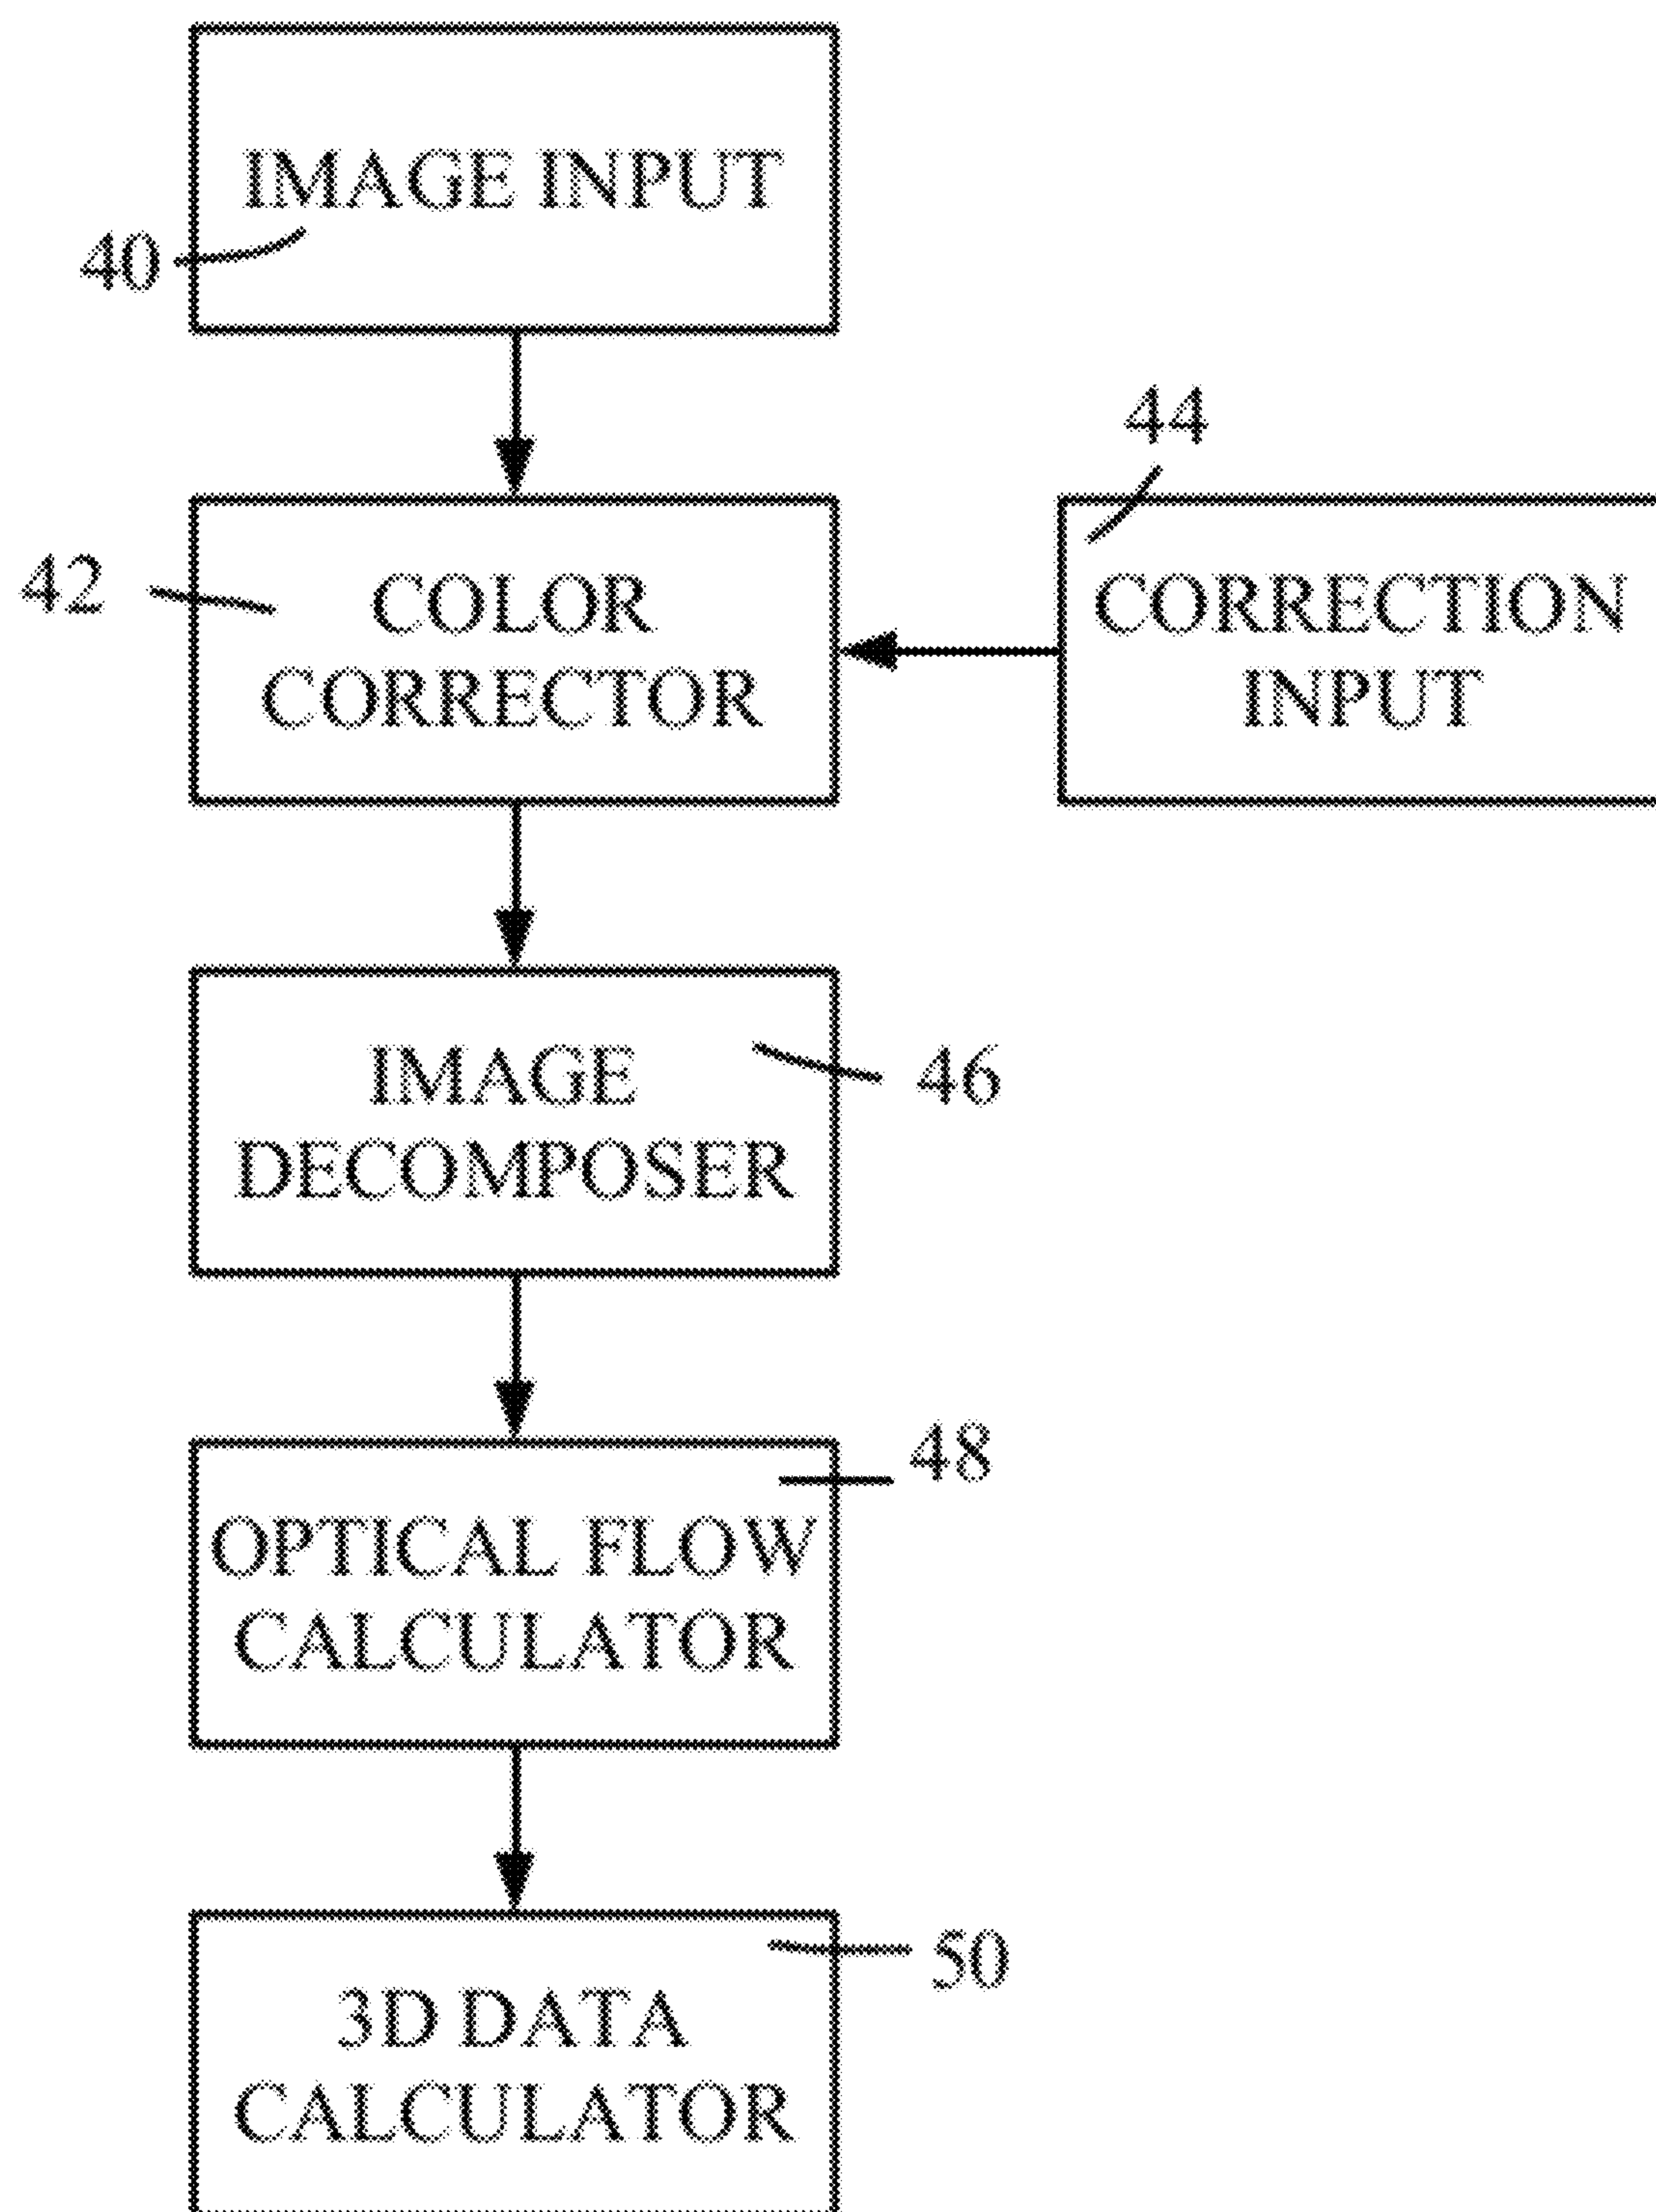 IMAGE INPUT
40
44
42
COLOR
CORRECTOR
CORRECTION
INPUT
IMAGE
DECOMPOSER
46
48
OPTICAL FLOW
CALCULATOR
50
3D DATA
CALCULATOR